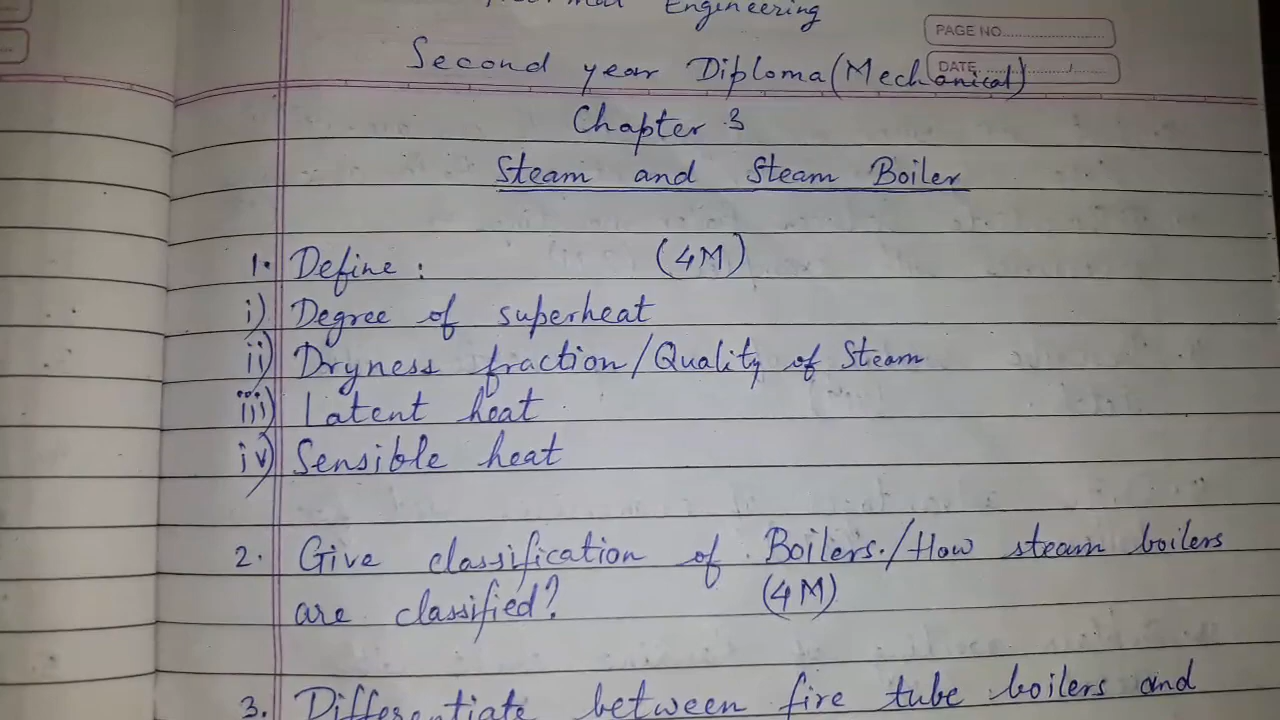 Engineering
PAGE NO.
DATE
Second year Diploma (Mechanical)
Chapter 3
Steam and Steam Boiler
1. Define : (4M)
i) Degree of superheat
ii) Dryness fraction/Quality of Steam
iii) Latent heat
iv) Sensible heat
2. Give classification of Boilers./How steam boilers
are classified? (4M)
3. Differentiate between fire tube boilers and